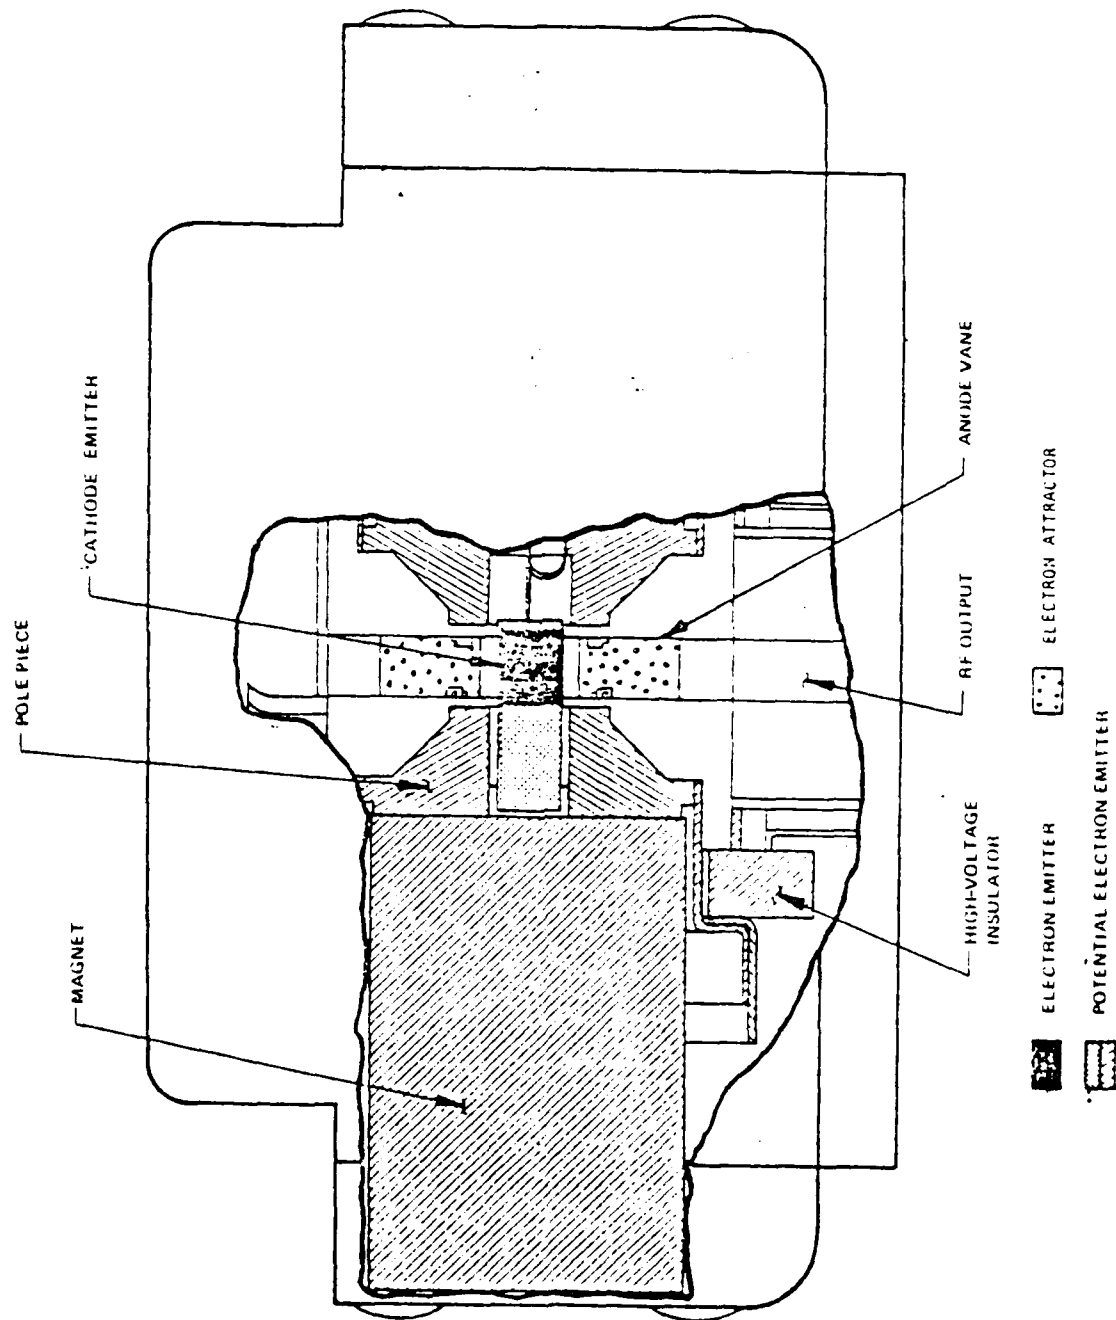 MAGNET
POLE PIECE
CATHODE EMITTER
HIGH-VOLTAGE
INSULATOR
RF OUTPUT
ANODE VANE
ELECTRON EMITTER
ELECTRON ATTRACTOR
POTENTIAL ELECTRON EMITTER